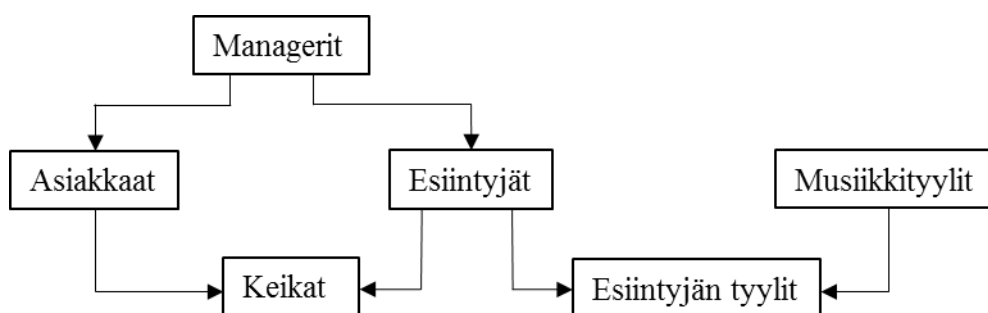 Managerit
Asiakkaat
Esiintyjät
Musiikkityylit
Keikat
Esiintyjän tyylit